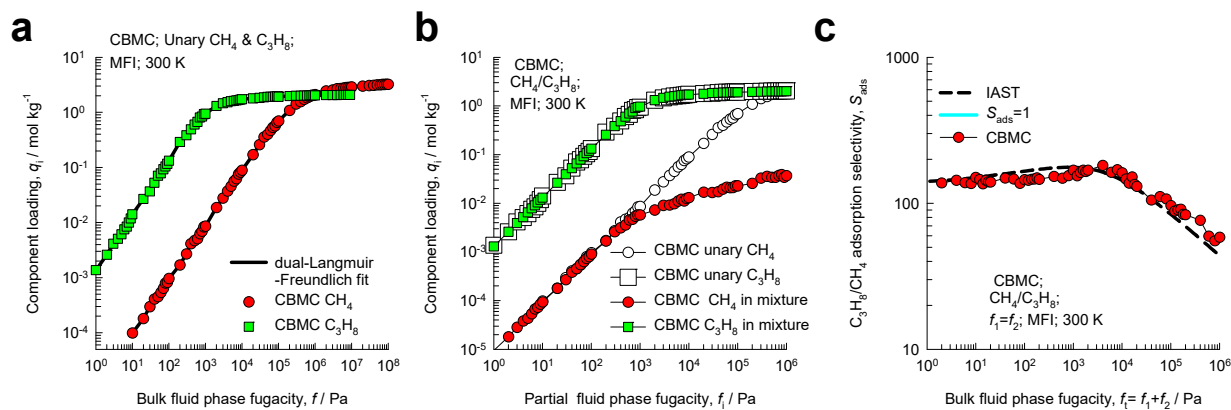 a
CBMC; Unary CH4 & C3H8;
MFI; 300 K
Component loading, qi / mol kg-1
10^1
10^0
10^-1
10^-2
10^-3
10^-4
dual-Langmuir
-Freundlich fit
CBMC CH4
CBMC C3H8
10^0 10^1 10^2 10^3 10^4 10^5 10^6 10^7 10^8
Bulk fluid phase fugacity, f / Pa
b
CBMC;
CH4/C3H8;
MFI; 300 K
Component loading, qi / mol kg-1
10^1
10^0
10^-1
10^-2
10^-3
10^-4
10^-5
CBMC unary CH4
CBMC unary C3H8
CBMC CH4 in mixture
CBMC C3H8 in mixture
10^0 10^1 10^2 10^3 10^4 10^5 10^6
Partial fluid phase fugacity, fi / Pa
c
C3H8/CH4 adsorption selectivity, Sads
1000
100
10
IAST
Sads=1
CBMC
CBMC;
CH4/C3H8;
f1=f2; MFI; 300 K
10^0 10^1 10^2 10^3 10^4 10^5 10^6
Bulk fluid phase fugacity, ft= f1+f2 / Pa